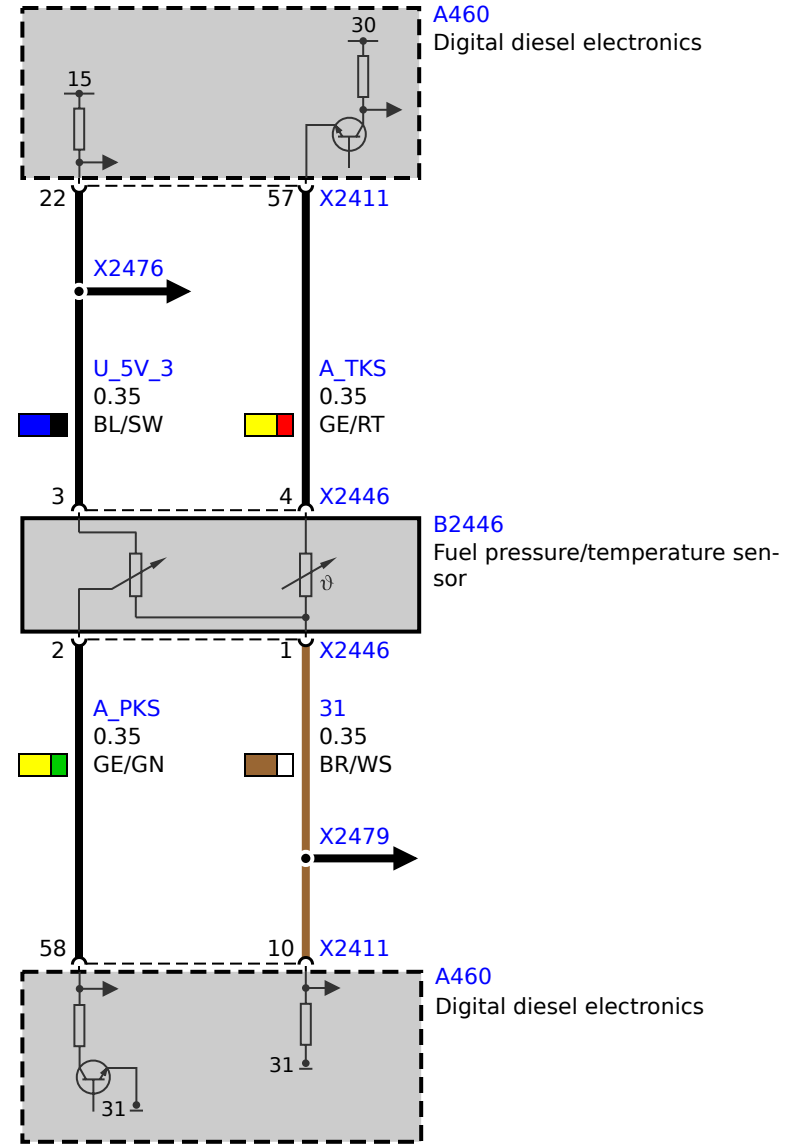 A460
Digital diesel electronics
30
15
22
57
X2411
X2476
U_5V_3
0.35
BL/SW
A_TKS
0.35
GE/RT
3
4
X2446
B2446
Fuel pressure/temperature sen-
sor
ϑ
2
1
X2446
A_PKS
0.35
GE/GN
31
0.35
BR/WS
X2479
58
10
X2411
A460
Digital diesel electronics
31
31